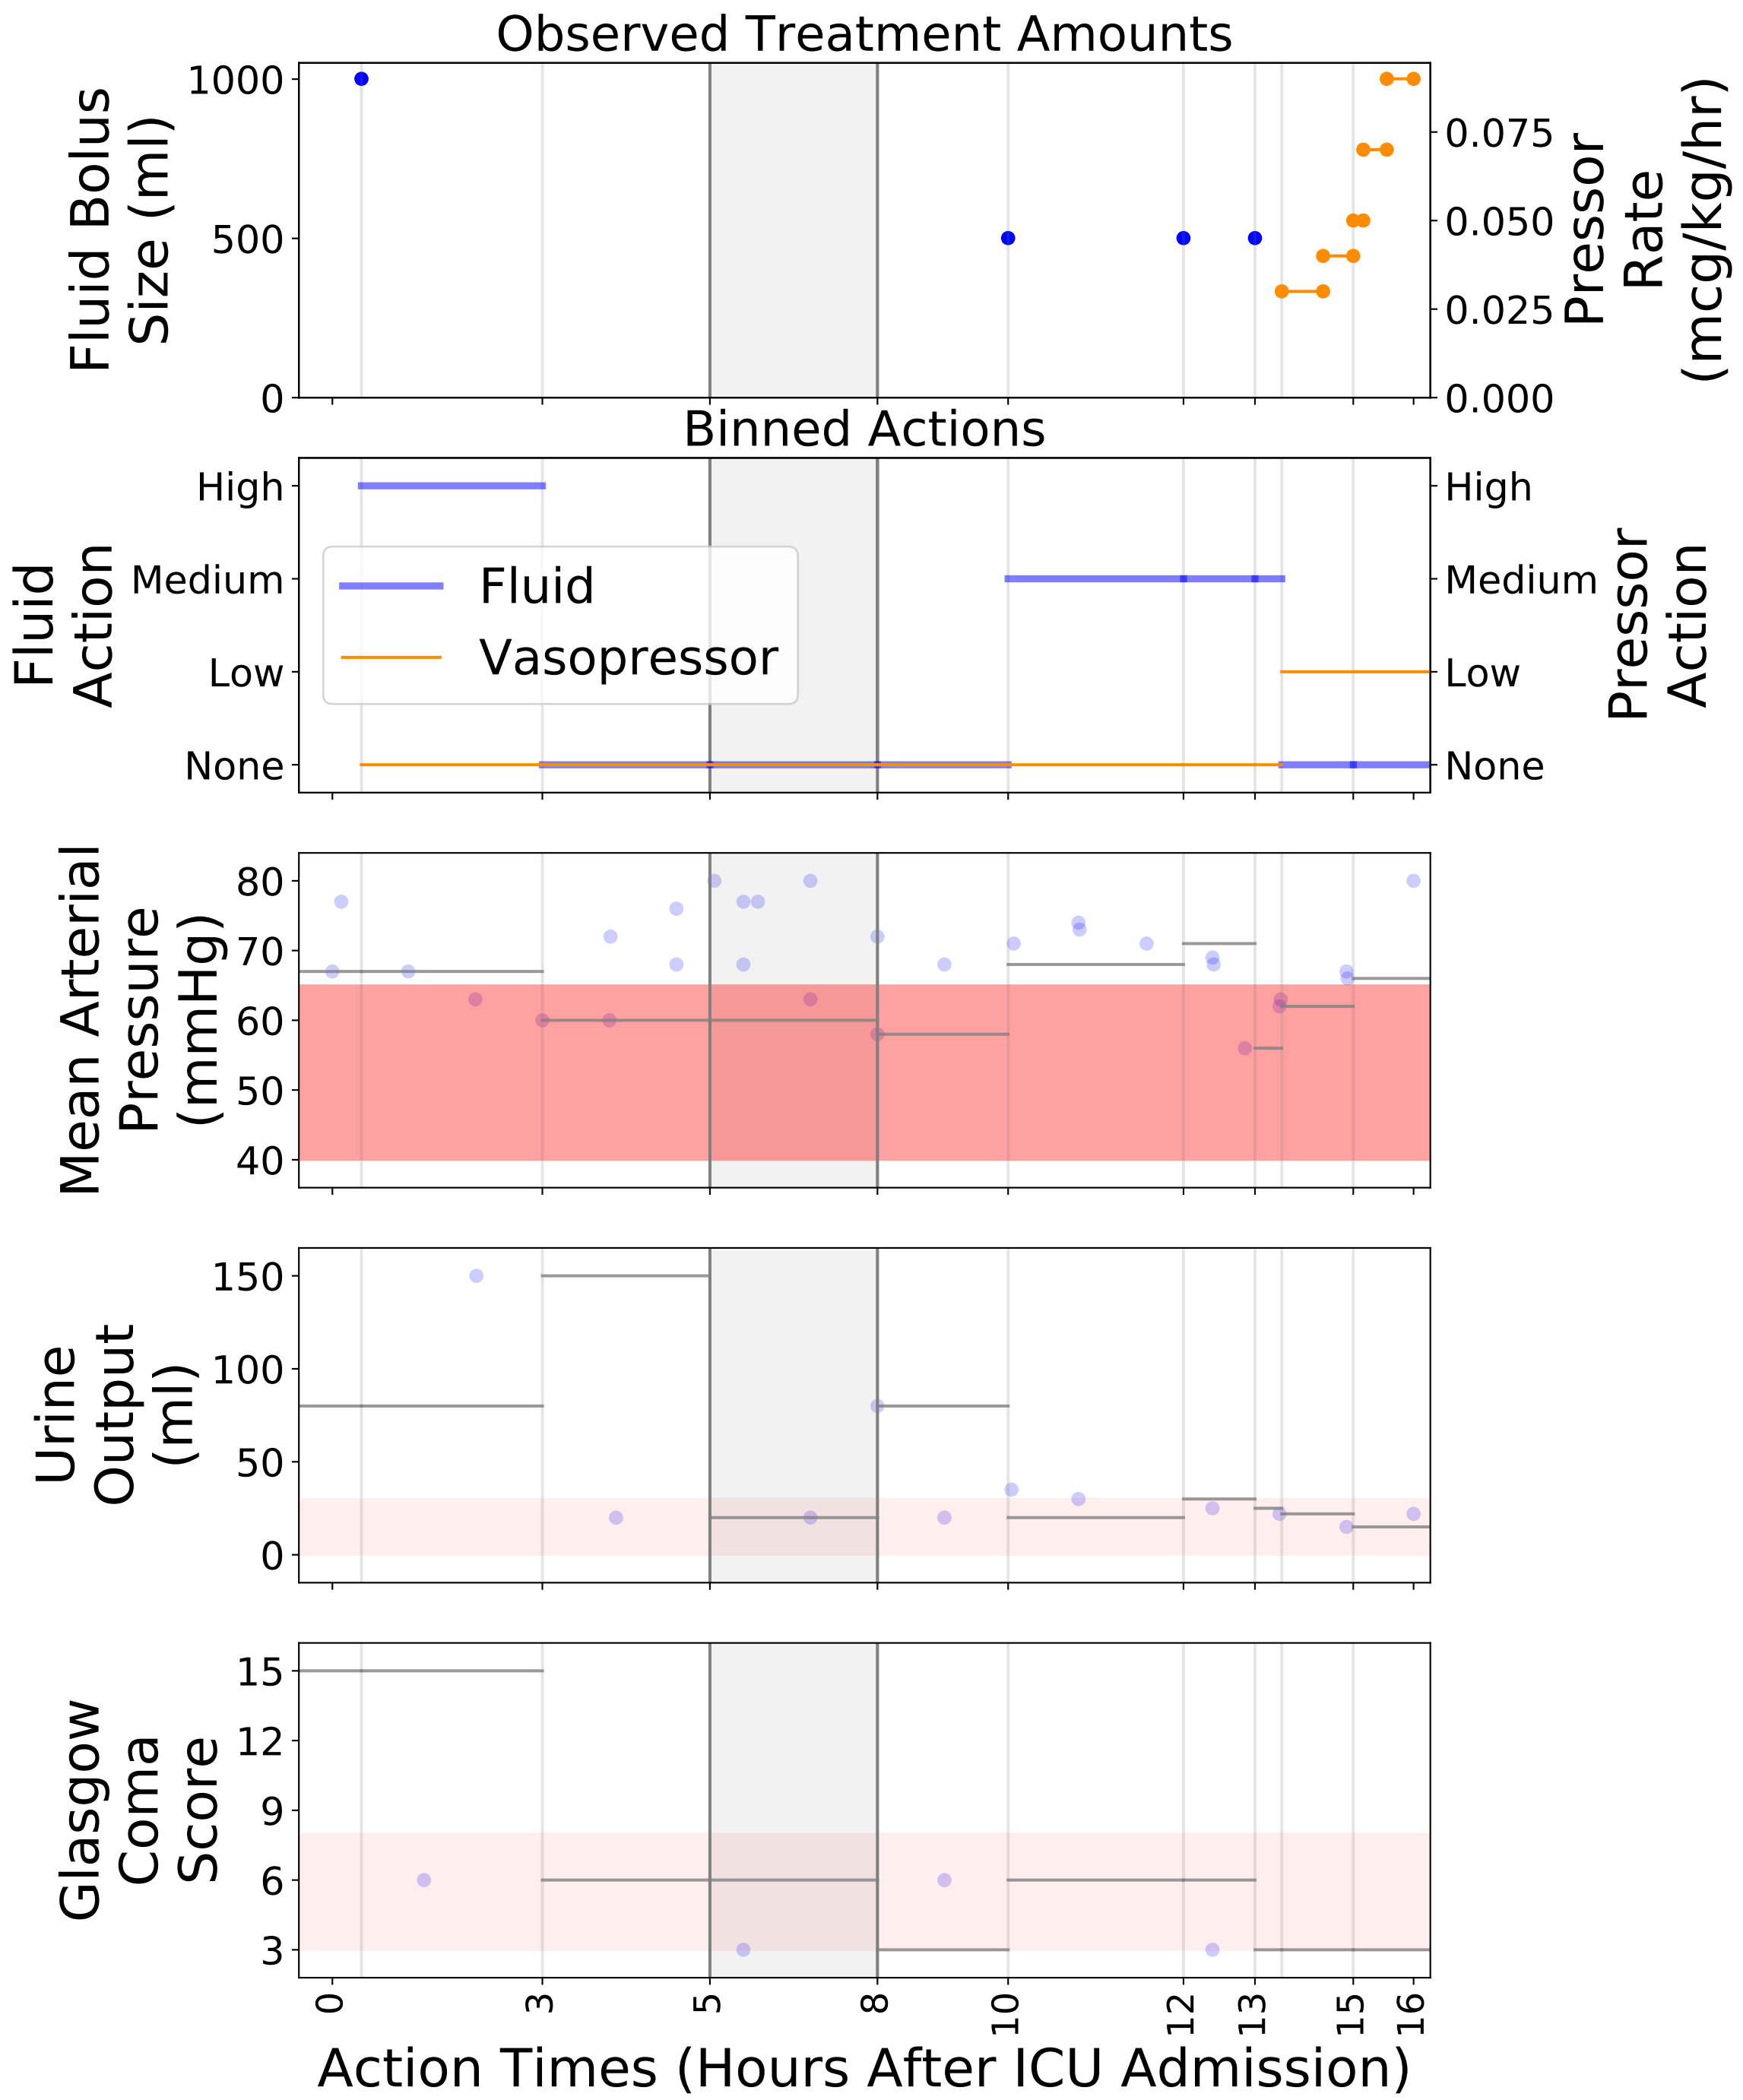 Observed Treatment Amounts
Fluid Bolus
Size (ml)
1000
500
0
0.075
0.050
0.025
0.000
Pressor
Rate
(mcg/kg/hr)
Binned Actions
Fluid
Action
High
Medium
Low
None
Fluid
Vasopressor
High
Medium
Low
None
Pressor
Action
Mean Arterial
Pressure
(mmHg)
80
70
60
50
40
Urine
Output
(ml)
150
100
50
0
Glasgow
Coma
Score
15
12
9
6
3
0 3 5 8 10 12 13 15 16
Action Times (Hours After ICU Admission)